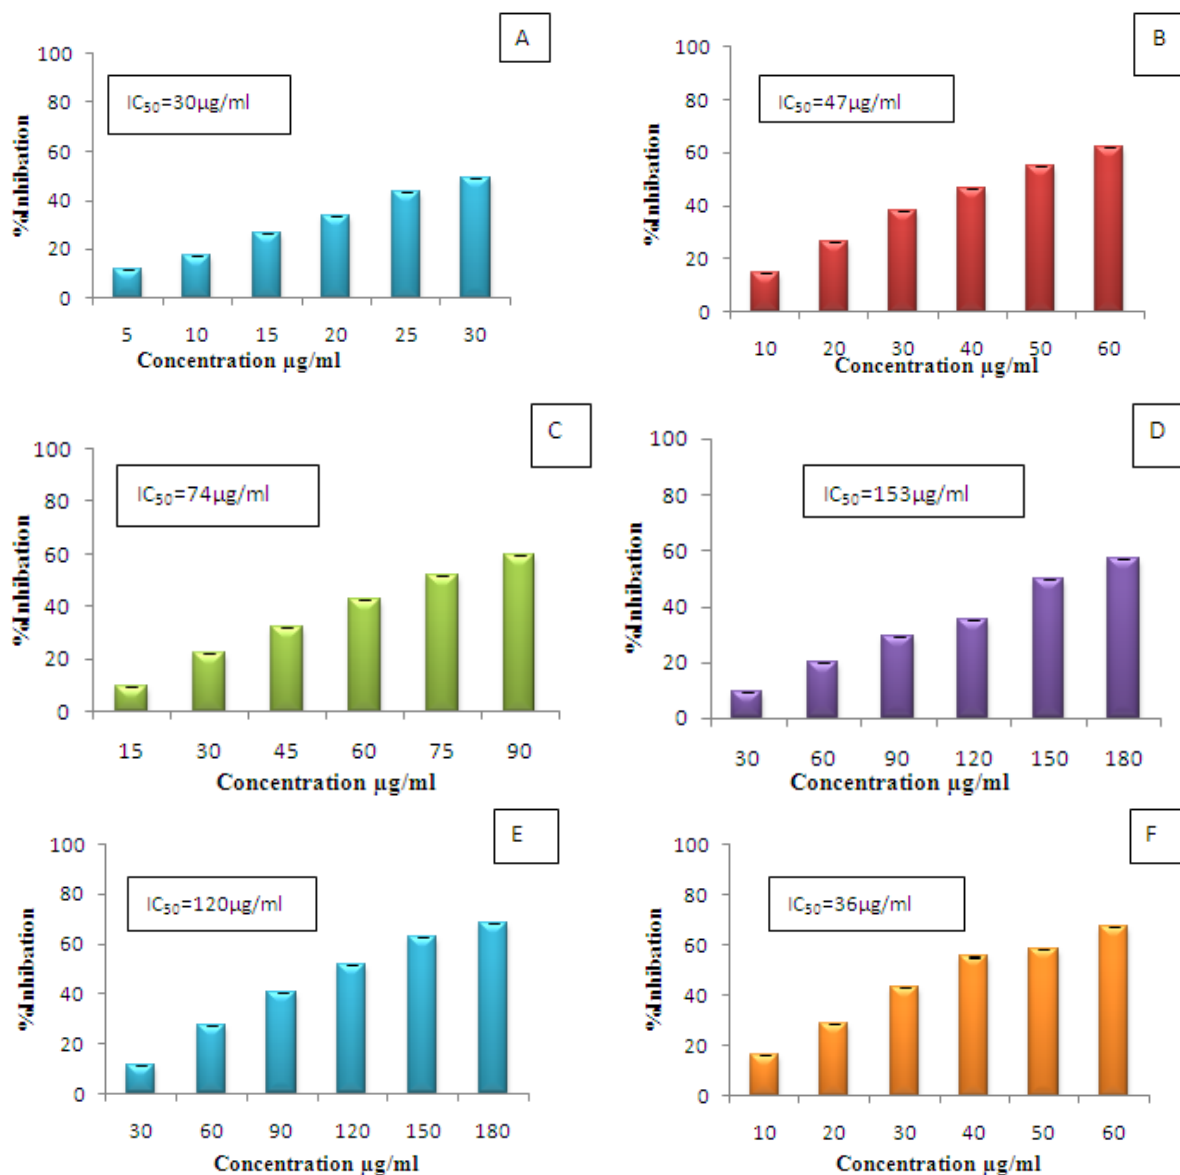 A
100
80
60
40
20
0
%Inhibation
IC50=30µg/ml
5 10 15 20 25 30
Concentration µg/ml
B
100
80
60
40
20
0
%Inhibation
IC50=47µg/ml
10 20 30 40 50 60
Concentration µg/ml
C
100
80
60
40
20
0
%Inhibation
IC50=74µg/ml
15 30 45 60 75 90
Concentration µg/ml
D
100
80
60
40
20
0
%Inhibation
IC50=153µg/ml
30 60 90 120 150 180
Concentration µg/ml
E
100
80
60
40
20
0
%Inhibation
IC50=120µg/ml
30 60 90 120 150 180
Concentration µg/ml
F
100
80
60
40
20
0
%Inhibation
IC50=36µg/ml
10 20 30 40 50 60
Concentration µg/ml